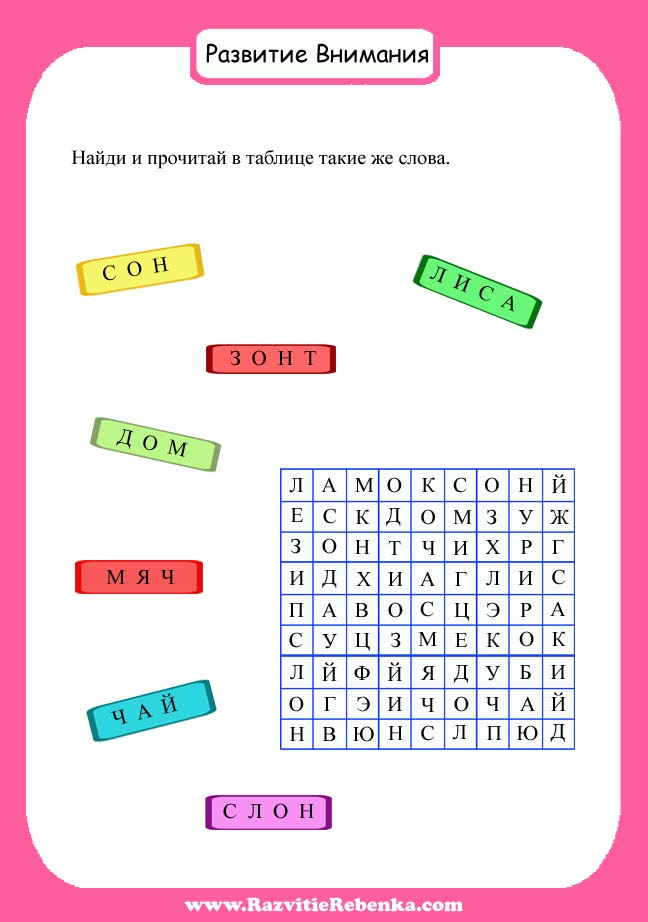 Развитие Внимания
Найди и прочитай в таблице такие же слова.
С О Н
Л И С А
З О Н Т
Д О М
М Я Ч
Ч А Й
С Л О Н
Л А М О К С О Н Й
Е С К Д О М З У Ж
З О Н Т Ч И Х Р Г
И Д Х И А Г Л И С
П А В О С Ц Э Р А
С У Ц З М Е К О К
Л Й Ф Й Я Д У Б И
О Г Э И Ч О Ч А Й
Н В Ю Н С Л П Ю Д
www.RazvitieRebenka.com